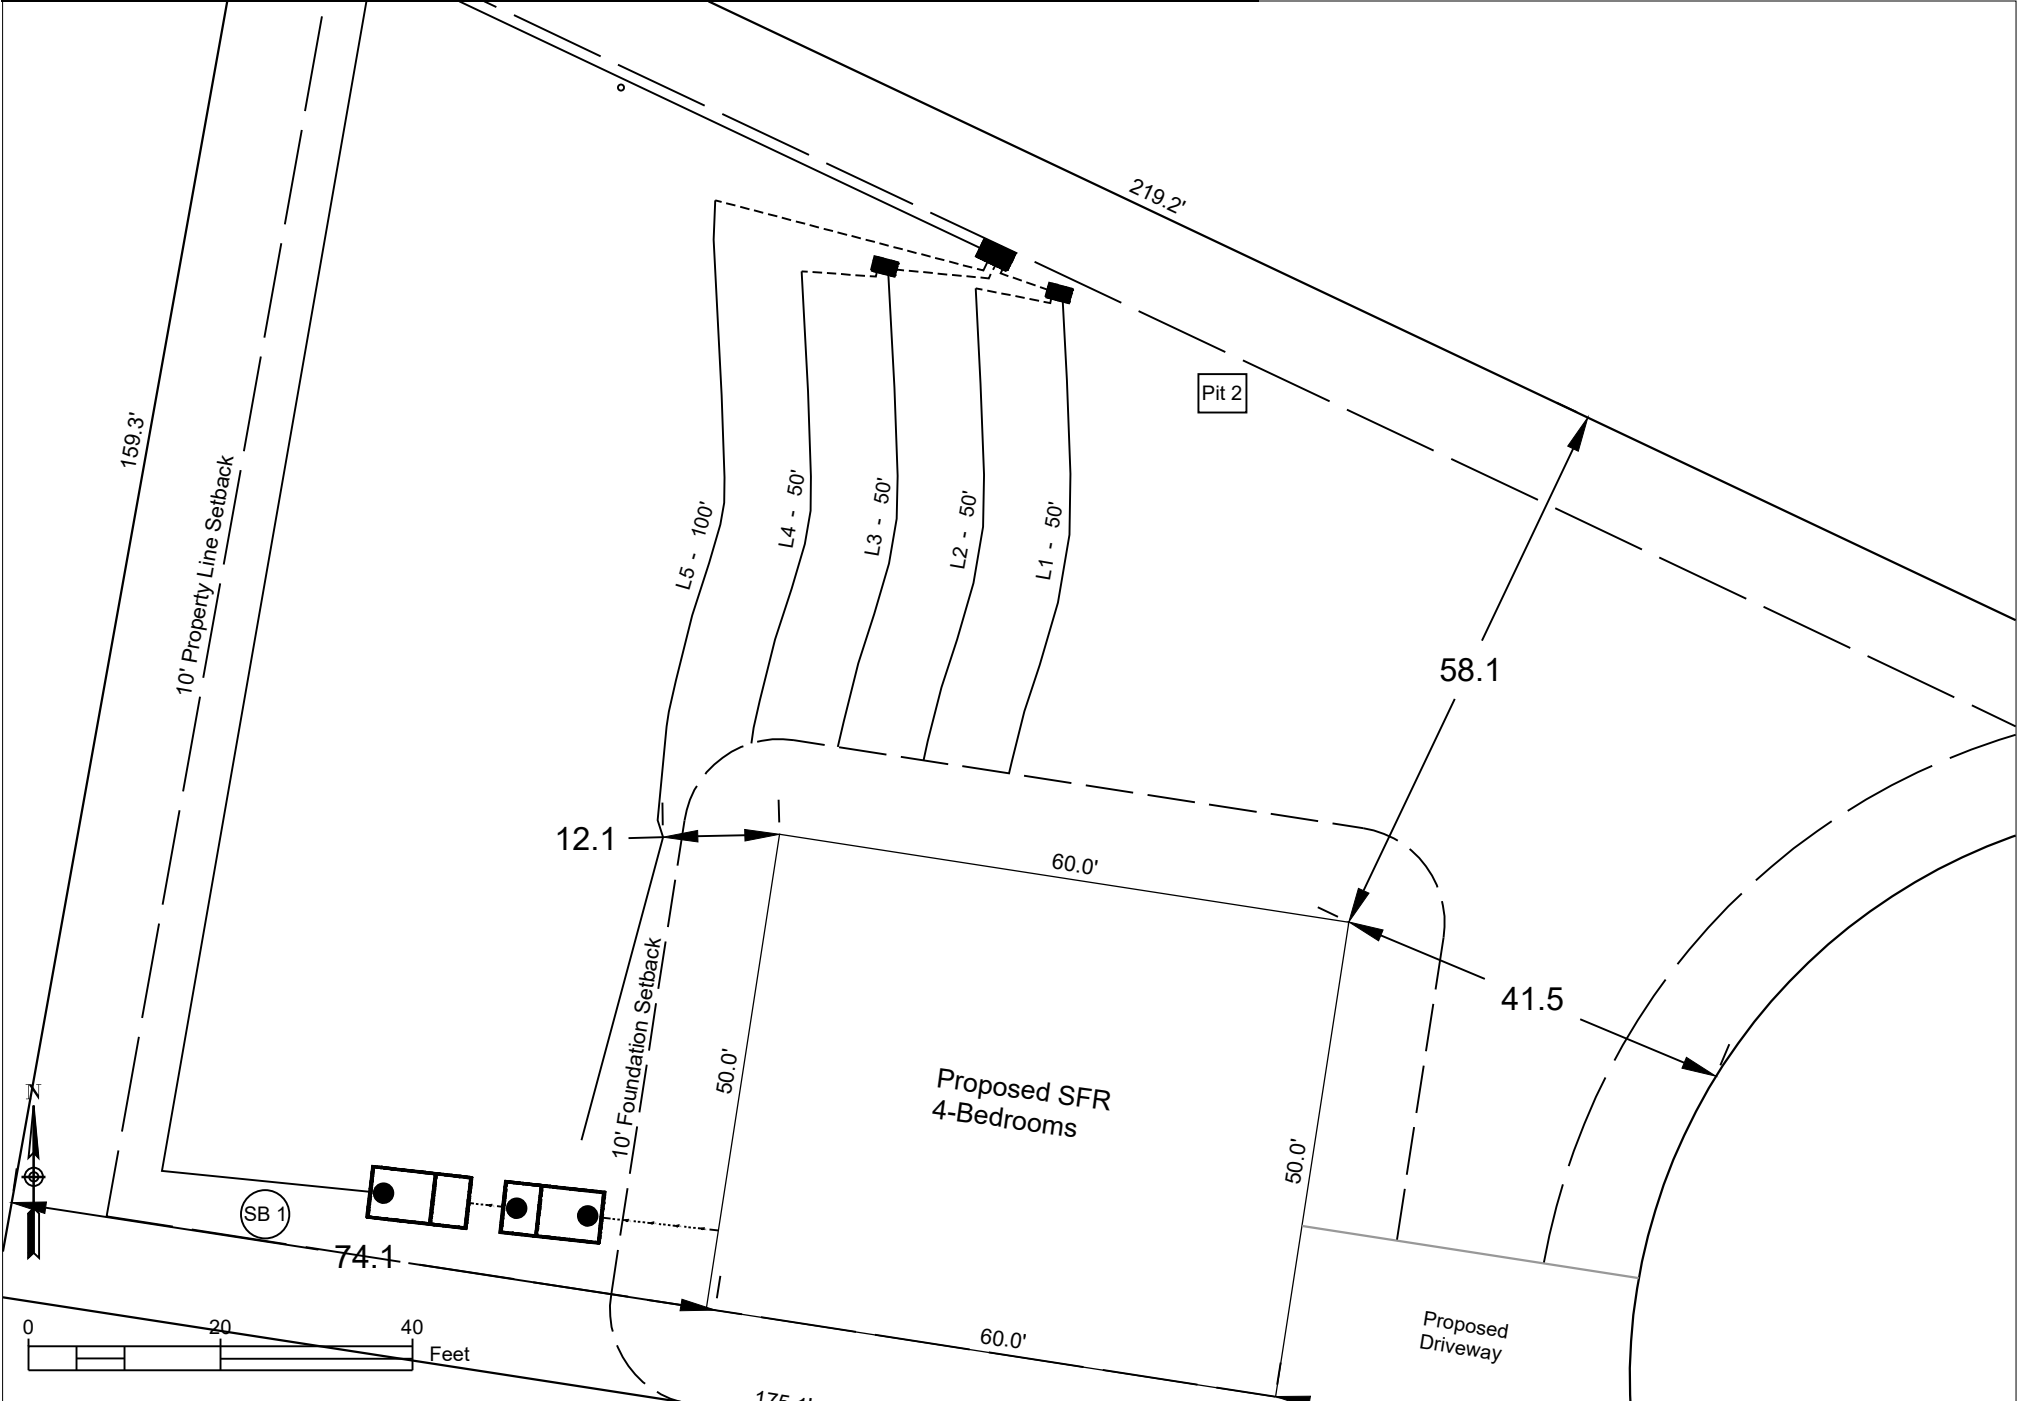 219.2'
159.3'
10' Property Line Setback
Pit 2
L5 - 100'
L4 - 50'
L3 - 50'
L2 - 50'
L1 - 50'
58.1
12.1
60.0'
41.5
10' Foundation Setback
50.0'
Proposed SFR
4-Bedrooms
50.0'
N
SB 1
74.1
0 20 40
Feet
60.0'
Proposed
Driveway
175.1'